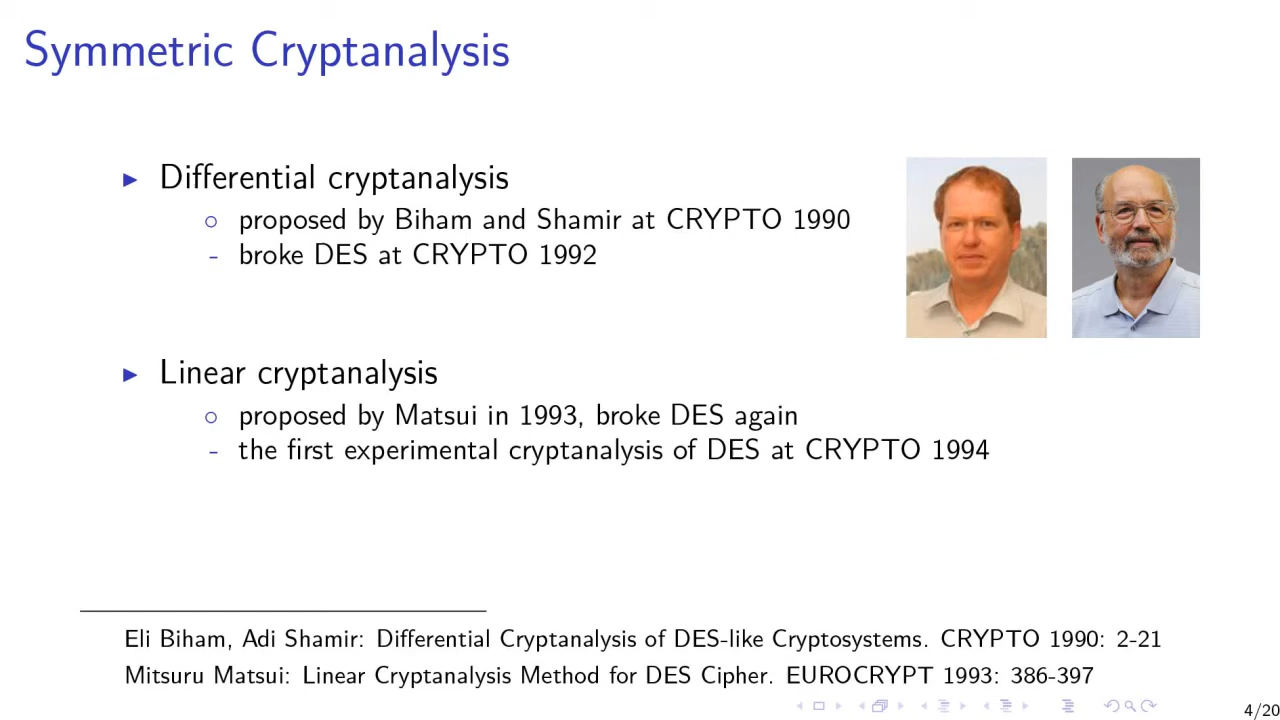 Symmetric Cryptanalysis
▶ Differential cryptanalysis
○ proposed by Biham and Shamir at CRYPTO 1990
- broke DES at CRYPTO 1992
▶ Linear cryptanalysis
○ proposed by Matsui in 1993, broke DES again
- the first experimental cryptanalysis of DES at CRYPTO 1994
Eli Biham, Adi Shamir: Differential Cryptanalysis of DES-like Cryptosystems. CRYPTO 1990: 2-21
Mitsuru Matsui: Linear Cryptanalysis Method for DES Cipher. EUROCRYPT 1993: 386-397
4/20